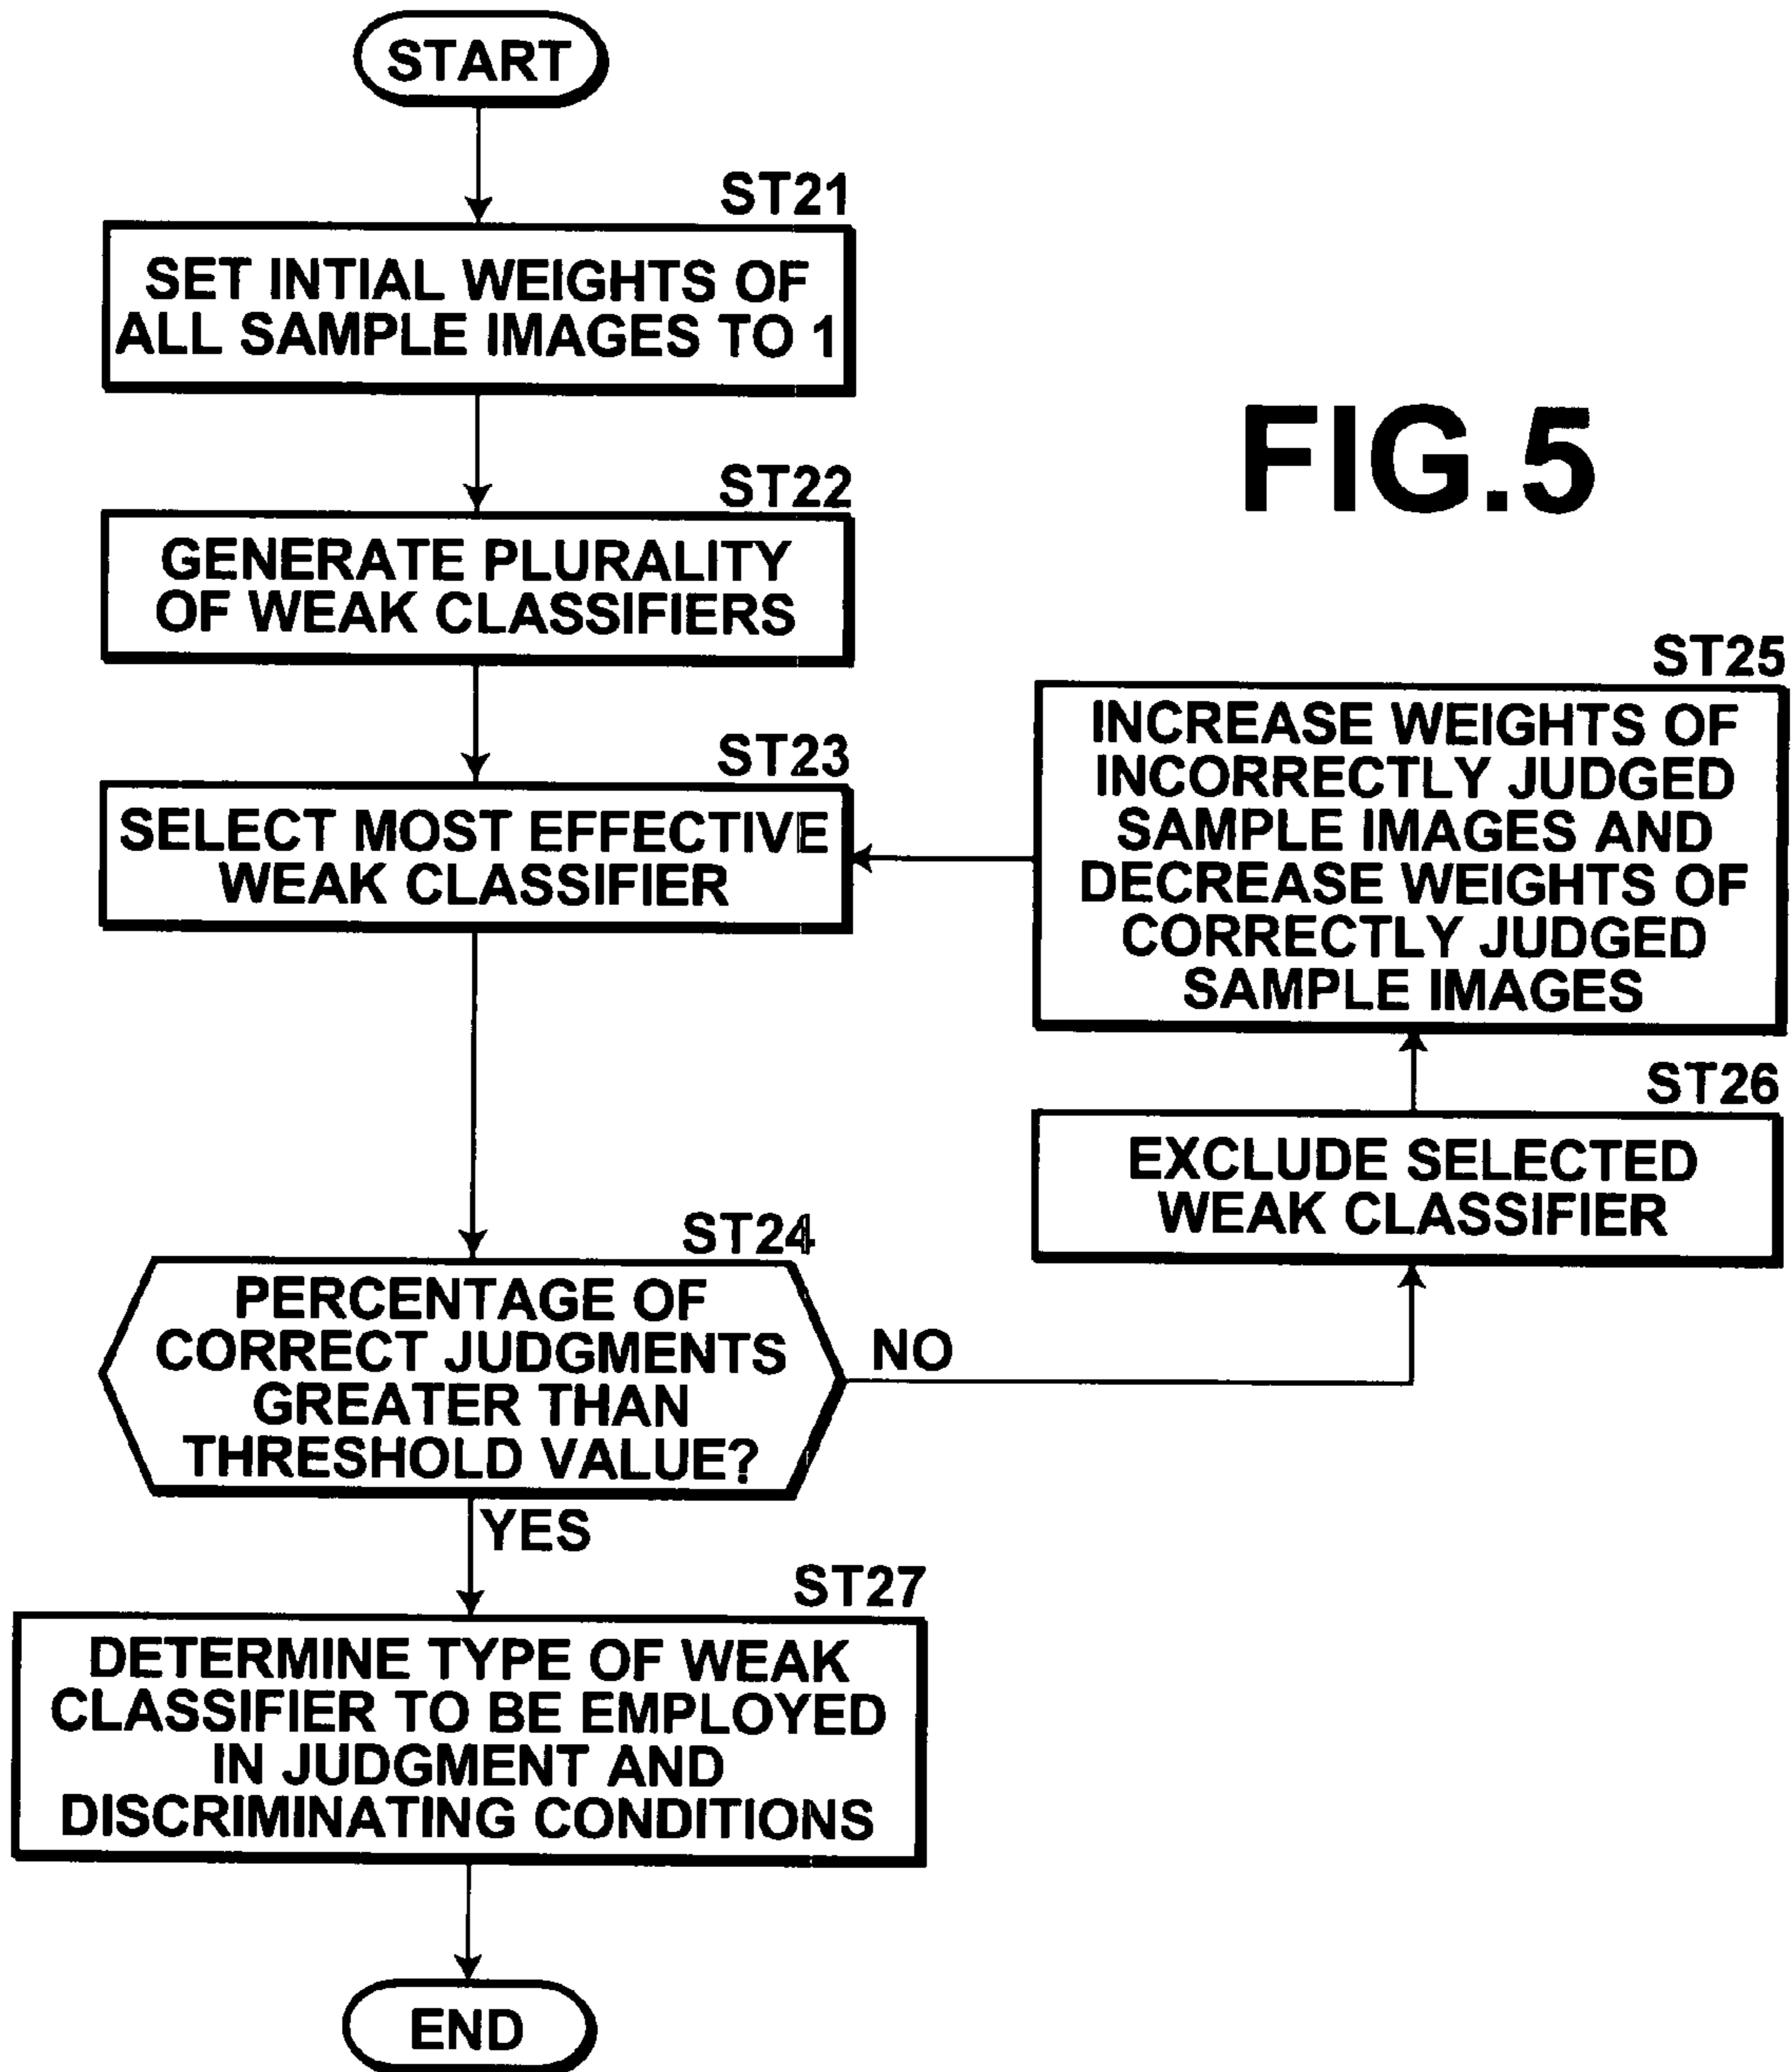 START
ST21
SET INTIAL WEIGHTS OF
ALL SAMPLE IMAGES TO 1
FIG.5
ST22
GENERATE PLURALITY
OF WEAK CLASSIFIERS
ST23
SELECT MOST EFFECTIVE
WEAK CLASSIFIER
ST25
INCREASE WEIGHTS OF
INCORRECTLY JUDGED
SAMPLE IMAGES AND
DECREASE WEIGHTS OF
CORRECTLY JUDGED
SAMPLE IMAGES
ST26
EXCLUDE SELECTED
WEAK CLASSIFIER
ST24
PERCENTAGE OF
CORRECT JUDGMENTS
GREATER THAN
THRESHOLD VALUE?
NO
YES
ST27
DETERMINE TYPE OF WEAK
CLASSIFIER TO BE EMPLOYED
IN JUDGMENT AND
DISCRIMINATING CONDITIONS
END